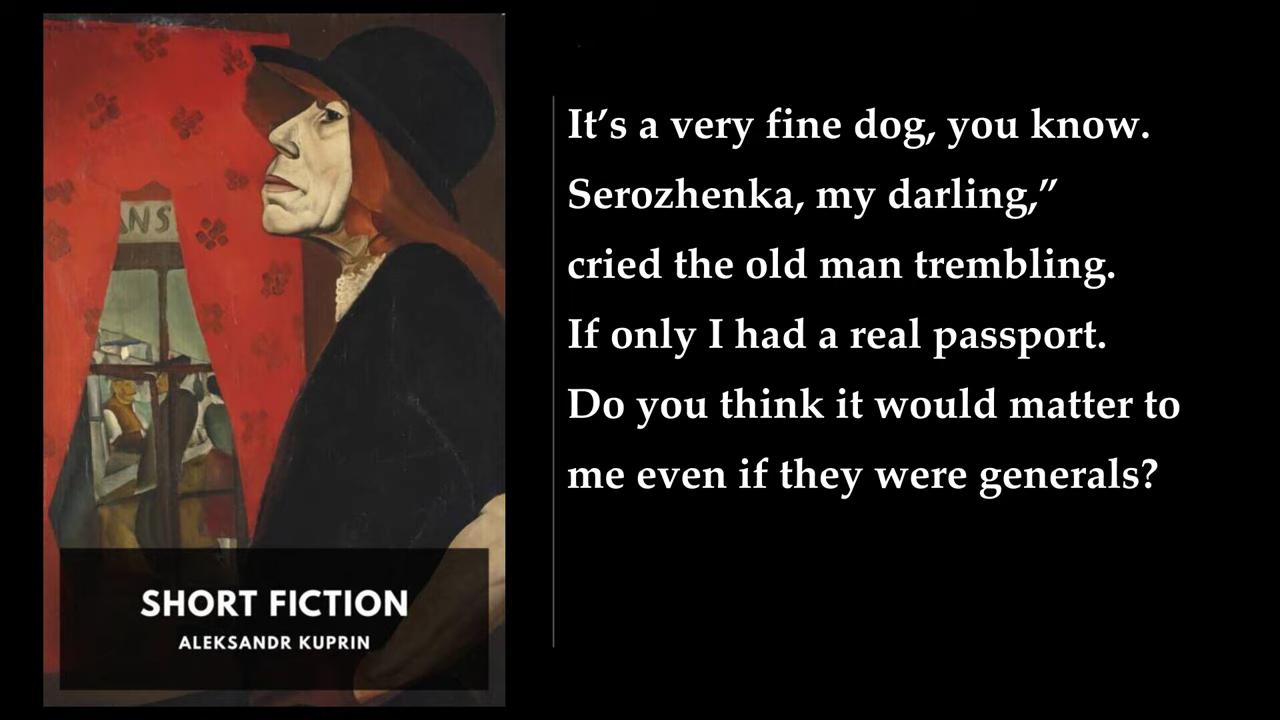 ANS
SHORT FICTION
ALEKSANDR KUPRIN
It’s a very fine dog, you know.
Serozhenka, my darling,”
cried the old man trembling.
If only I had a real passport.
Do you think it would matter to
me even if they were generals?